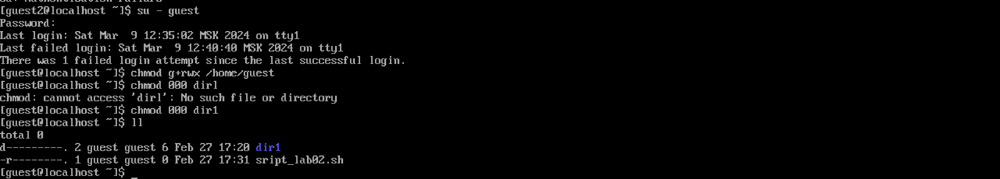 su: Authentication failure
[guest2@localhost ~]$ su - guest
Password:
Last login: Sat Mar  9 12:35:02 MSK 2024 on tty1
Last failed login: Sat Mar  9 12:40:40 MSK 2024 on tty1
There was 1 failed login attempt since the last successful login.
[guest@localhost ~]$ chmod g+rwx /home/guest
[guest@localhost ~]$ chmod 000 dirl
chmod: cannot access 'dirl': No such file or directory
[guest@localhost ~]$ chmod 000 dir1
[guest@localhost ~]$ ll
total 0
d---------. 2 guest guest 6 Feb 27 17:20 dir1
-r--------. 1 guest guest 0 Feb 27 17:31 sript_lab02.sh
[guest@localhost ~]$